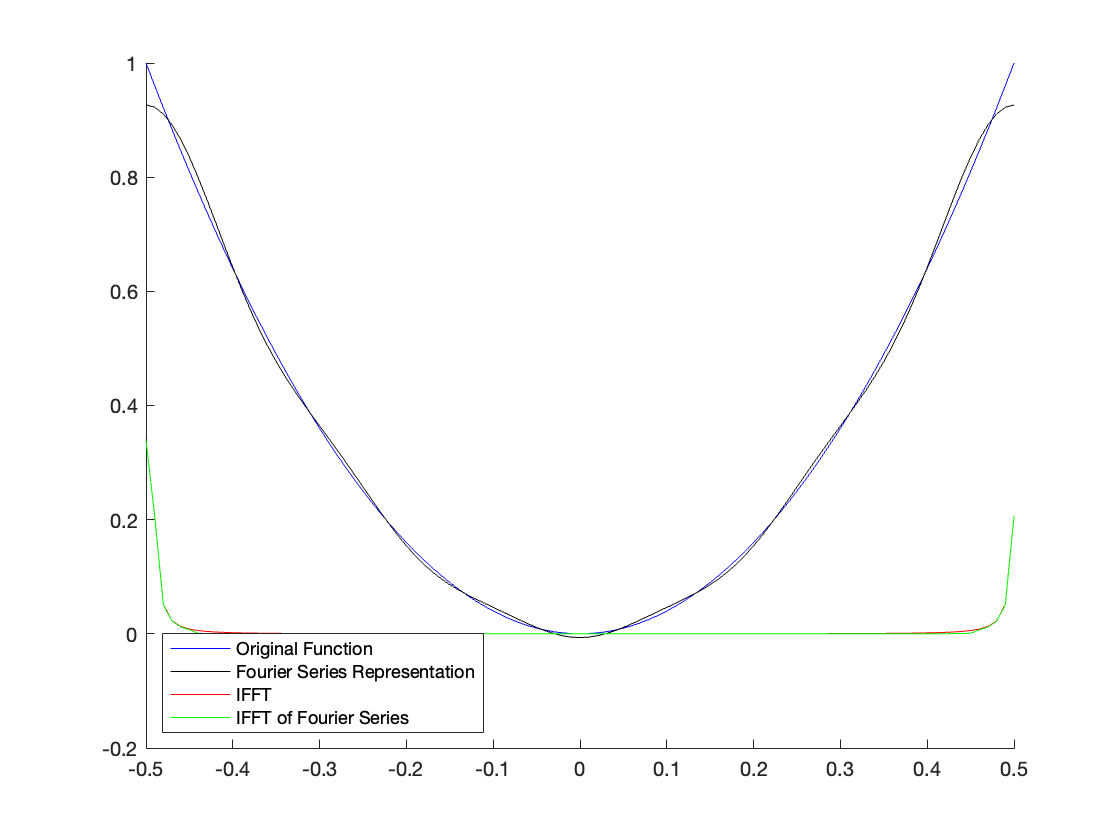 1
0.8
0.6
0.4
0.2
0
-0.2
Original Function
Fourier Series Representation
IFFT
IFFT of Fourier Series
-0.5 -0.4 -0.3 -0.2 -0.1 0 0.1 0.2 0.3 0.4 0.5